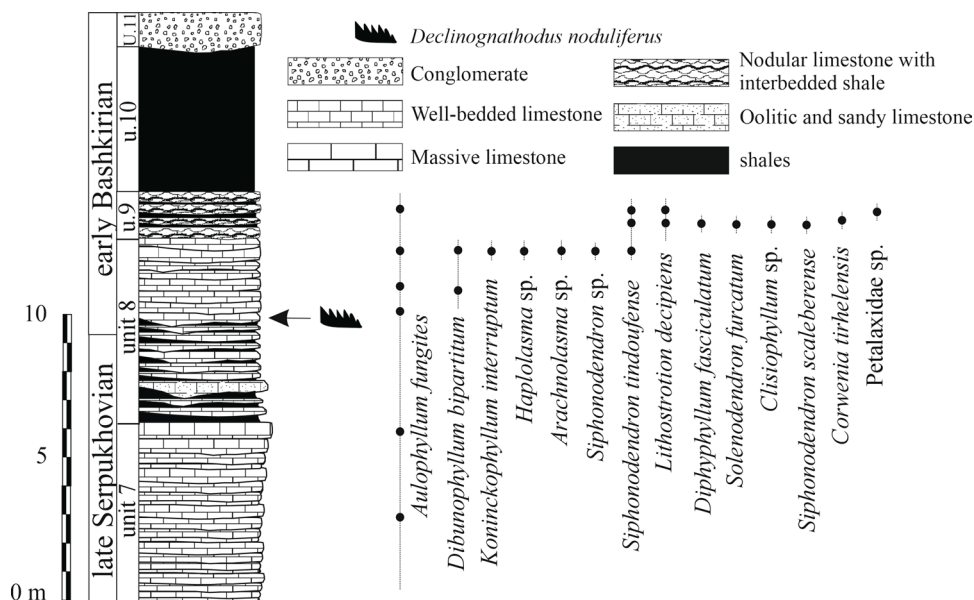 Declinognathodus noduliferus
Conglomerate
Well-bedded limestone
Massive limestone
Nodular limestone with
interbedded shale
Oolitic and sandy limestone
shales
early Bashkirian
late Serpukhovian
U.11
u.10
u.9
unit 8
unit 7
10
5
0 m
Aulophyllum fungites
Dibunophyllum bipartitum
Koninckophyllum interruptum
Haplolasma sp.
Arachnolasma sp.
Siphonodendron sp.
Siphonodendron tindoufense
Lithostrotion decipiens
Diphyphyllum fasciculatum
Solenodendron furcatum
Clisiophyllum sp.
Siphonodendron scaleberense
Corwenia tirhelensis
Petalaxidae sp.